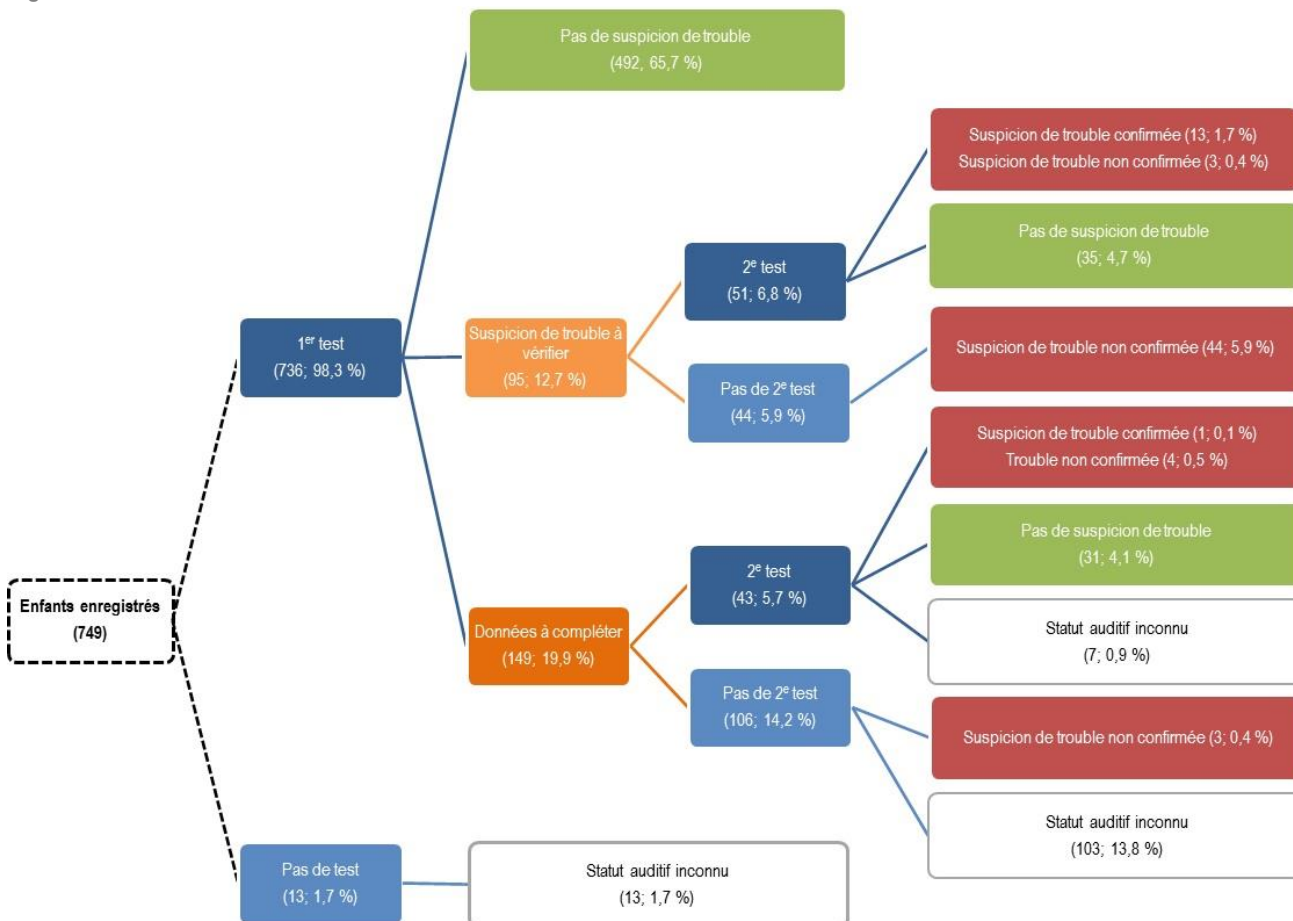 Pas de suspicion de trouble
(492, 65,7 %)
Suspicion de trouble confirmée (13; 1,7 %)
Suspicion de trouble non confirmée (3; 0,4 %)
Pas de suspicion de trouble
(35; 4,7 %)
2e test
(51; 6,8 %)
1er test
(736; 98,3 %)
Suspicion de trouble à
vérifier
(95; 12,7 %)
Suspicion de trouble non confirmée (44; 5,9 %)
Pas de 2e test
(44; 5,9 %)
Suspicion de trouble confirmée (1; 0,1 %)
Trouble non confirmée (4; 0,5 %)
Pas de suspicion de trouble
(31; 4,1 %)
2e test
(43; 5,7 %)
Enfants enregistrés
(749)
Données à compléter
(149; 19,9 %)
Statut auditif inconnu
(7; 0,9 %)
Pas de 2e test
(106; 14,2 %)
Suspicion de trouble non confirmée (3; 0,4 %)
Statut auditif inconnu
(103; 13,8 %)
Pas de test
(13; 1,7 %)
Statut auditif inconnu
(13; 1,7 %)